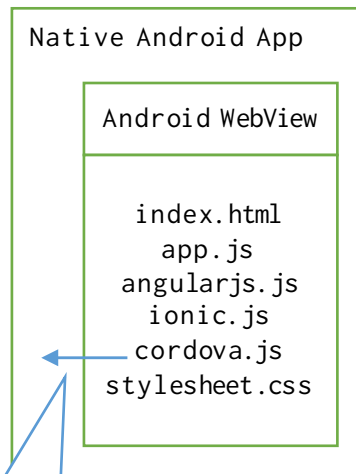 Native Android App
Android WebView
index.html
app.js
angularjs.js
ionic.js
cordova.js
stylesheet.css